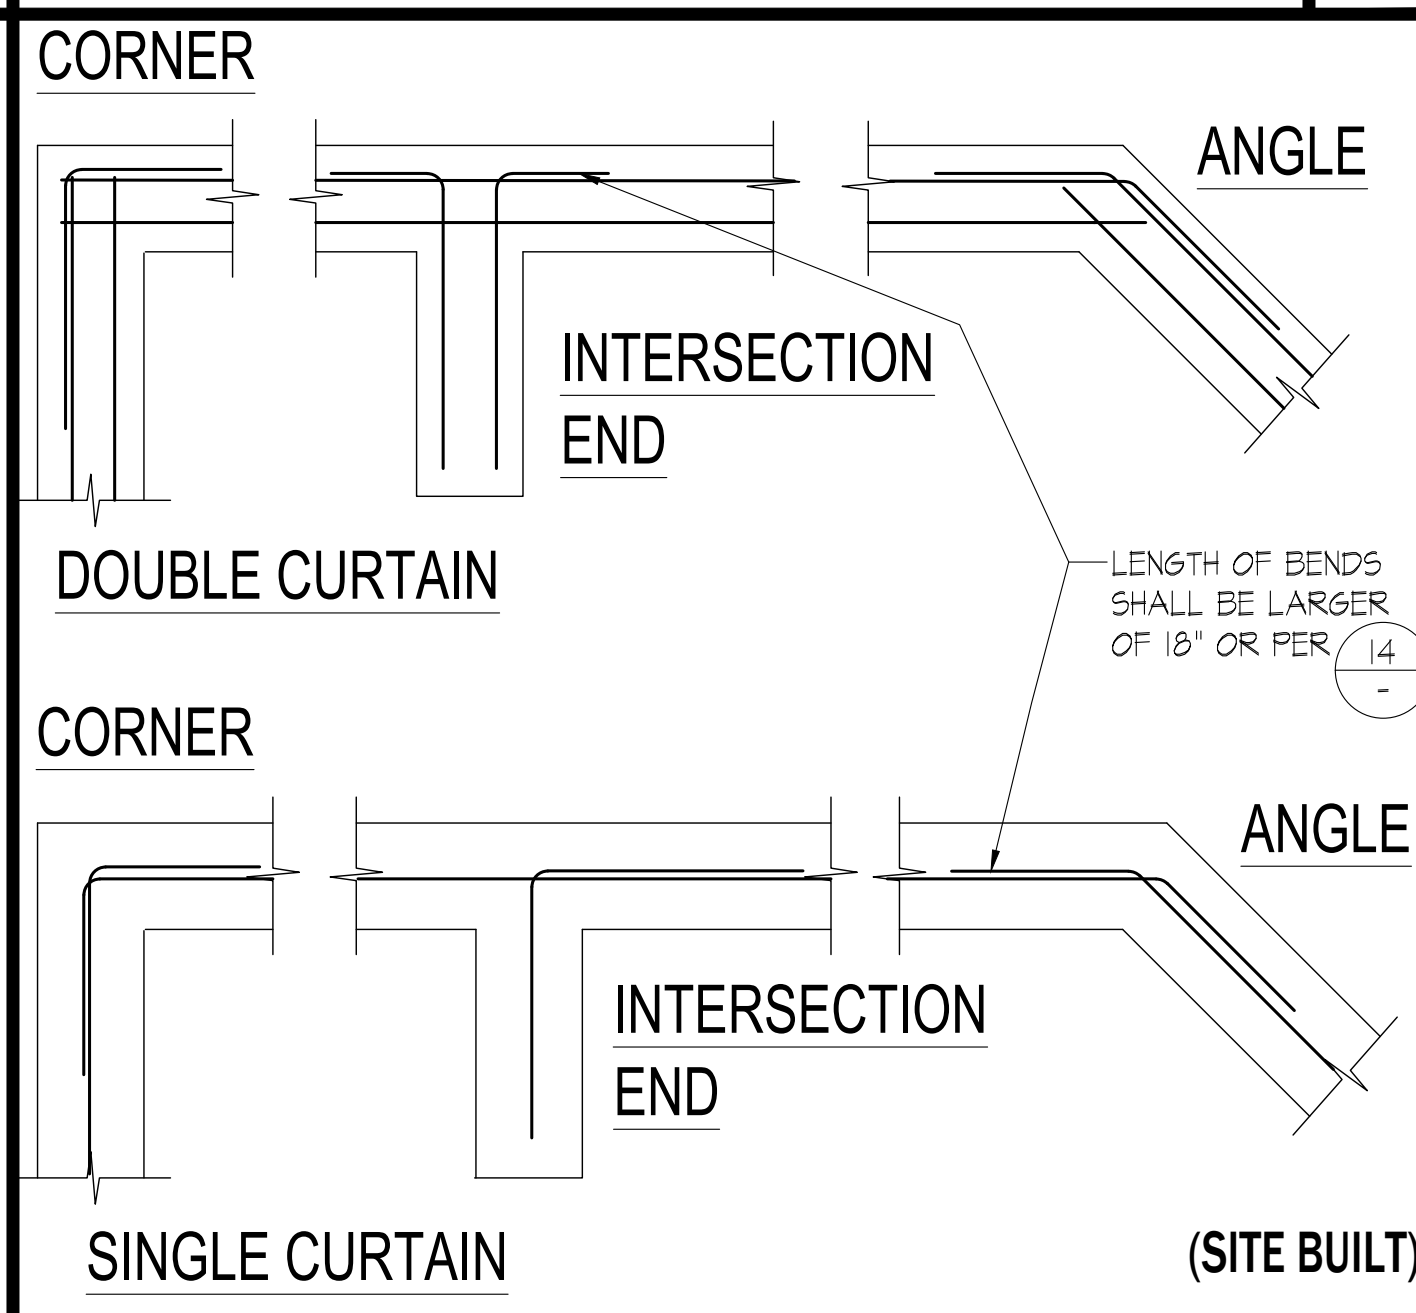 CORNER
ANGLE
INTERSECTION
END
DOUBLE CURTAIN
LENGTH OF BENDS
SHALL BE LARGER
OF 18" OR PER
14
-
CORNER
ANGLE
INTERSECTION
END
SINGLE CURTAIN
(SITE BUILT)